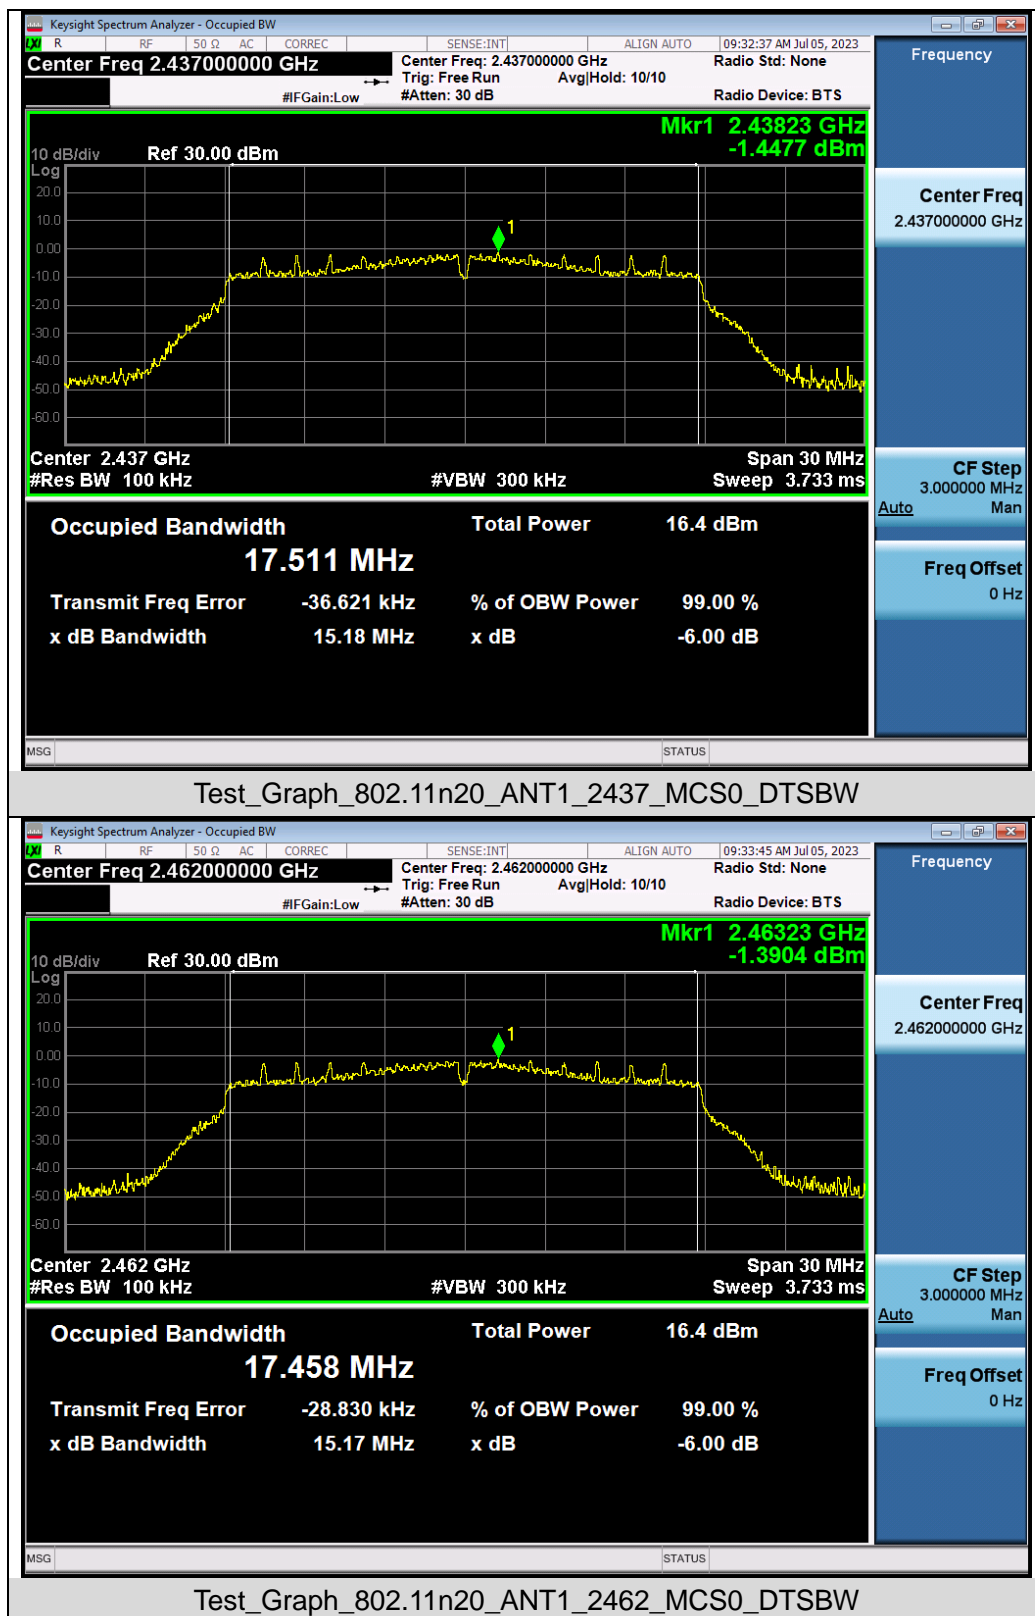 Keysight Spectrum Analyzer - Occupied BW
LXI R RF 50 Ω AC CORREC SENSE:INT ALIGN AUTO 09:32:37 AM Jul 05, 2023
Center Freq 2.437000000 GHz
Center Freq: 2.437000000 GHz Radio Std: None
Trig: Free Run Avg|Hold: 10/10
#IFGain:Low #Atten: 30 dB Radio Device: BTS
Mkr1 2.43823 GHz
-1.4477 dBm
10 dB/div Ref 30.00 dBm
Log
20.0
10.0
0.00
-10.0
-20.0
-30.0
-40.0
-50.0
-60.0
1
Center 2.437 GHz Span 30 MHz
#Res BW 100 kHz #VBW 300 kHz Sweep 3.733 ms
Occupied Bandwidth Total Power 16.4 dBm
17.511 MHz
Transmit Freq Error -36.621 kHz % of OBW Power 99.00 %
x dB Bandwidth 15.18 MHz x dB -6.00 dB
MSG STATUS
Frequency
Center Freq
2.437000000 GHz
CF Step
3.000000 MHz
Auto Man
Freq Offset
0 Hz
Test_Graph_802.11n20_ANT1_2437_MCS0_DTSBW
Keysight Spectrum Analyzer - Occupied BW
LXI R RF 50 Ω AC CORREC SENSE:INT ALIGN AUTO 09:33:45 AM Jul 05, 2023
Center Freq 2.462000000 GHz
Center Freq: 2.462000000 GHz Radio Std: None
Trig: Free Run Avg|Hold: 10/10
#IFGain:Low #Atten: 30 dB Radio Device: BTS
Mkr1 2.46323 GHz
-1.3904 dBm
10 dB/div Ref 30.00 dBm
Log
20.0
10.0
0.00
-10.0
-20.0
-30.0
-40.0
-50.0
-60.0
1
Center 2.462 GHz Span 30 MHz
#Res BW 100 kHz #VBW 300 kHz Sweep 3.733 ms
Occupied Bandwidth Total Power 16.4 dBm
17.458 MHz
Transmit Freq Error -28.830 kHz % of OBW Power 99.00 %
x dB Bandwidth 15.17 MHz x dB -6.00 dB
MSG STATUS
Frequency
Center Freq
2.462000000 GHz
CF Step
3.000000 MHz
Auto Man
Freq Offset
0 Hz
Test_Graph_802.11n20_ANT1_2462_MCS0_DTSBW